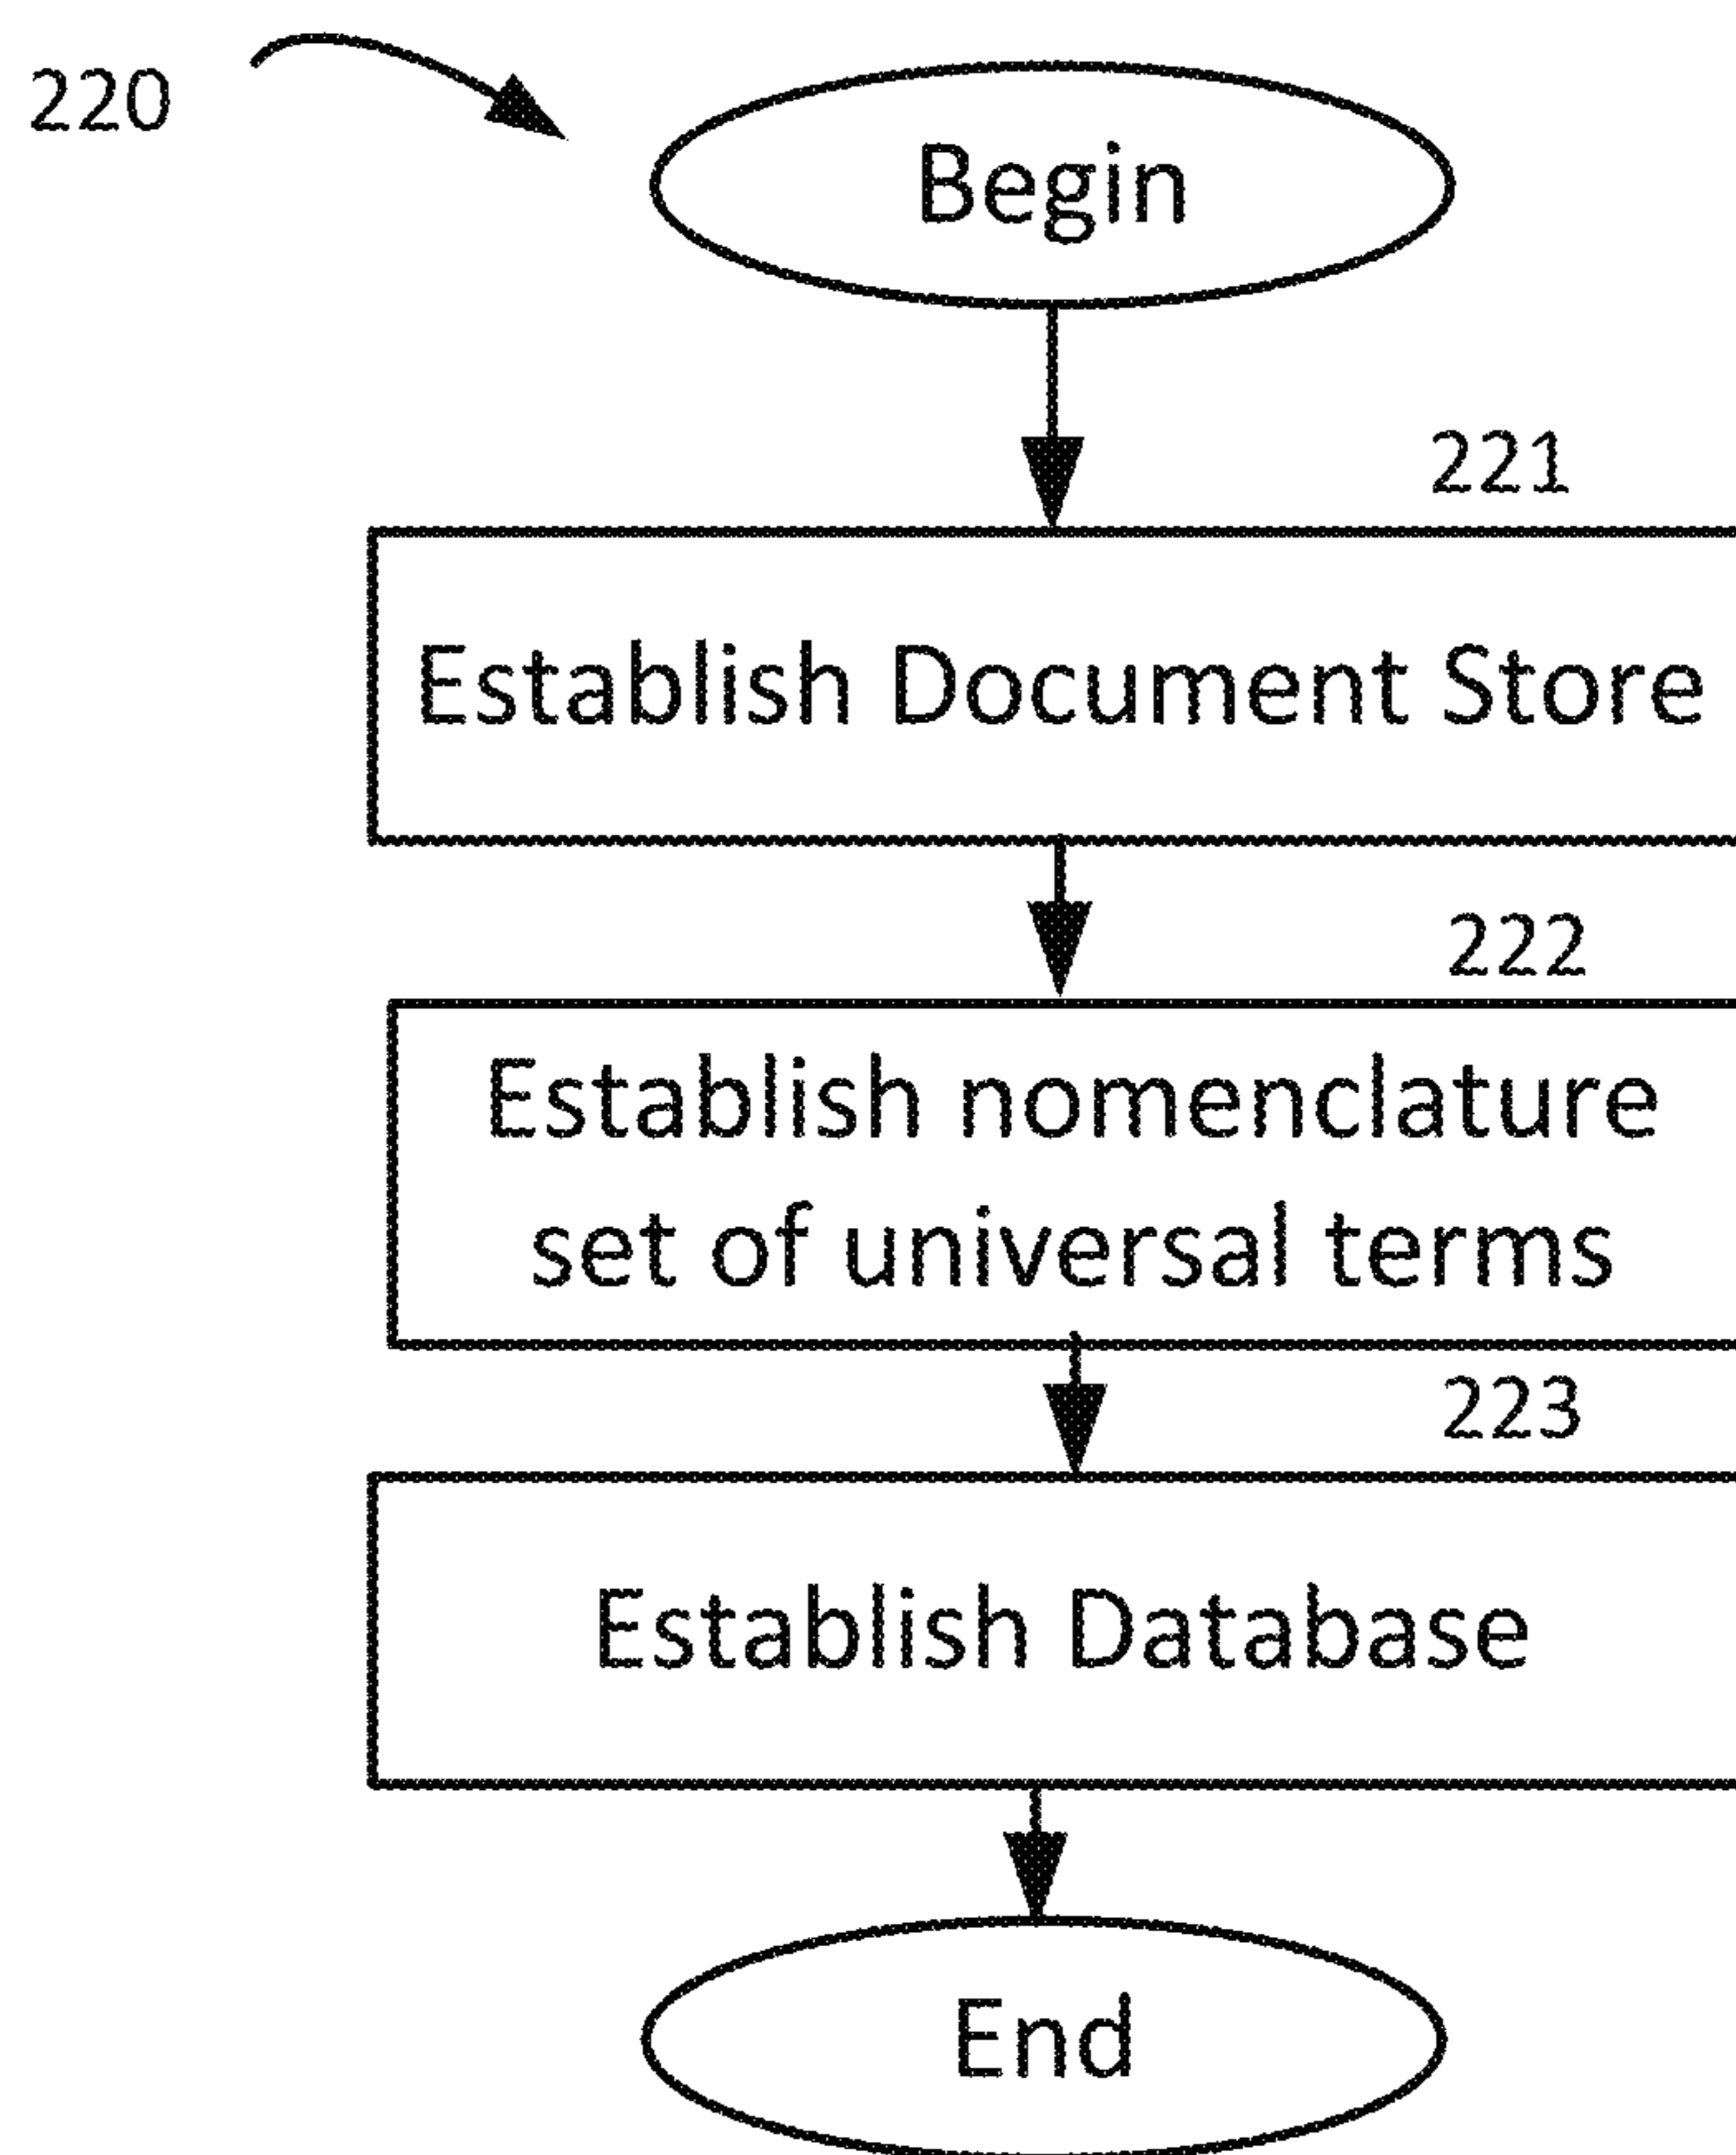 220
Begin
221
Establish Document Store
222
Establish nomenclature
set of universal terms
223
Establish Database
End